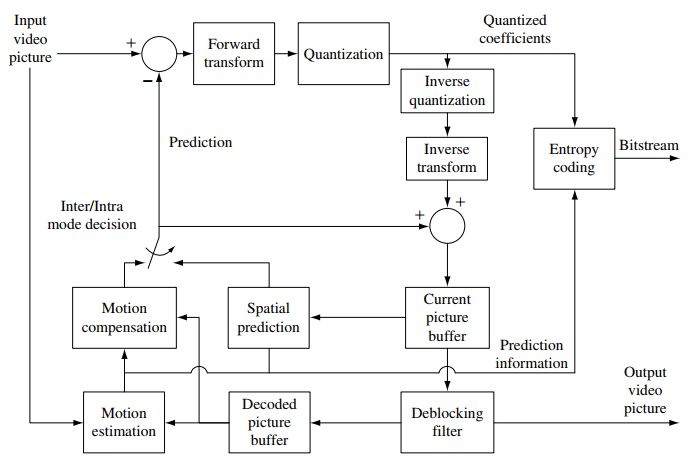 Input
video
picture
+
−
Forward
transform
Quantization
Quantized
coefficients
Inverse
quantization
Inverse
transform
Entropy
coding
Bitstream
Prediction
+
+
Inter/Intra
mode decision
Motion
compensation
Spatial
prediction
Current
picture
buffer
Prediction
information
Motion
estimation
Decoded
picture
buffer
Deblocking
filter
Output
video
picture